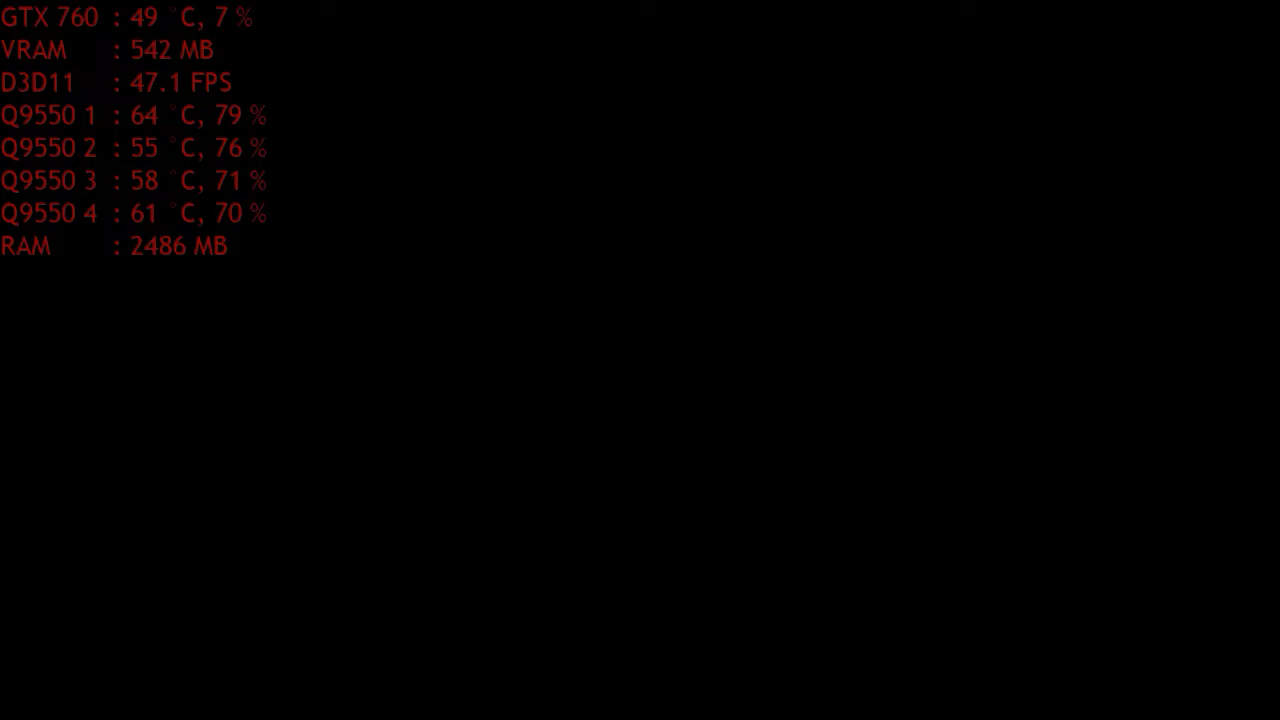 GTX 760 : 49 °C, 7 %
VRAM : 542 MB
D3D11 : 47.1 FPS
Q9550 1 : 64 °C, 79 %
Q9550 2 : 55 °C, 76 %
Q9550 3 : 58 °C, 71 %
Q9550 4 : 61 °C, 70 %
RAM : 2486 MB